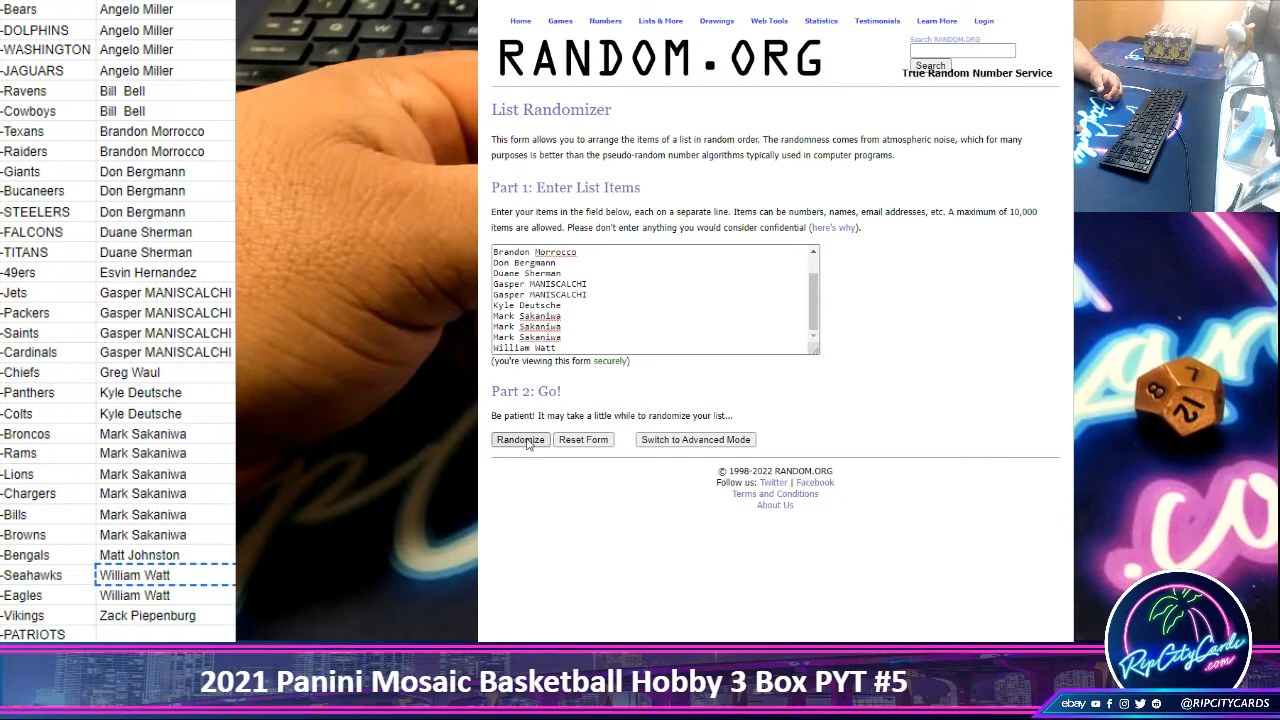 -Bears Angelo Miller
-DOLPHINS Angelo Miller
-WASHINGTON Angelo Miller
-JAGUARS Angelo Miller
-Ravens Bill Bell
-Cowboys Bill Bell
-Texans Brandon Morrocco
-Raiders Brandon Morrocco
-Giants Don Bergmann
-Bucaneers Don Bergmann
-STEELERS Don Bergmann
-FALCONS Duane Sherman
-TITANS Duane Sherman
-49ers Esvin Hernandez
-Jets Gasper MANISCALCHI
-Packers Gasper MANISCALCHI
-Saints Gasper MANISCALCHI
-Cardinals Gasper MANISCALCHI
-Chiefs Greg Waul
-Panthers Kyle Deutsche
-Colts Kyle Deutsche
-Broncos Mark Sakaniwa
-Rams Mark Sakaniwa
-Lions Mark Sakaniwa
-Chargers Mark Sakaniwa
-Bills Mark Sakaniwa
-Browns Mark Sakaniwa
-Bengals Matt Johnston
-Seahawks William Watt
-Eagles William Watt
-Vikings Zack Piepenburg
-PATRIOTS
Home Games Numbers Lists & More Drawings Web Tools Statistics Testimonials Learn More Login
RANDOM.ORG
Search RANDOM.ORG
Search
True Random Number Service
List Randomizer
This form allows you to arrange the items of a list in random order. The randomness comes from atmospheric noise, which for many
purposes is better than the pseudo-random number algorithms typically used in computer programs.
Part 1: Enter List Items
Enter your items in the field below, each on a separate line. Items can be numbers, names, email addresses, etc. A maximum of 10,000
items are allowed. Please don't enter anything you would consider confidential (here's why).
Brandon Morrocco
Don Bergmann
Duane Sherman
Gasper MANISCALCHI
Gasper MANISCALCHI
Kyle Deutsche
Mark Sakaniwa
Mark Sakaniwa
Mark Sakaniwa
William Watt
(you're viewing this form securely)
Part 2: Go!
Be patient! It may take a little while to randomize your list...
Randomize Reset Form Switch to Advanced Mode
© 1998-2022 RANDOM.ORG
Follow us: Twitter | Facebook
Terms and Conditions
About Us
8
12
RIPCITYCARDS
.com
2021 Panini Mosaic Basketball Hobby 3 Box PYT #5
ebay @RIPCITYCARDS